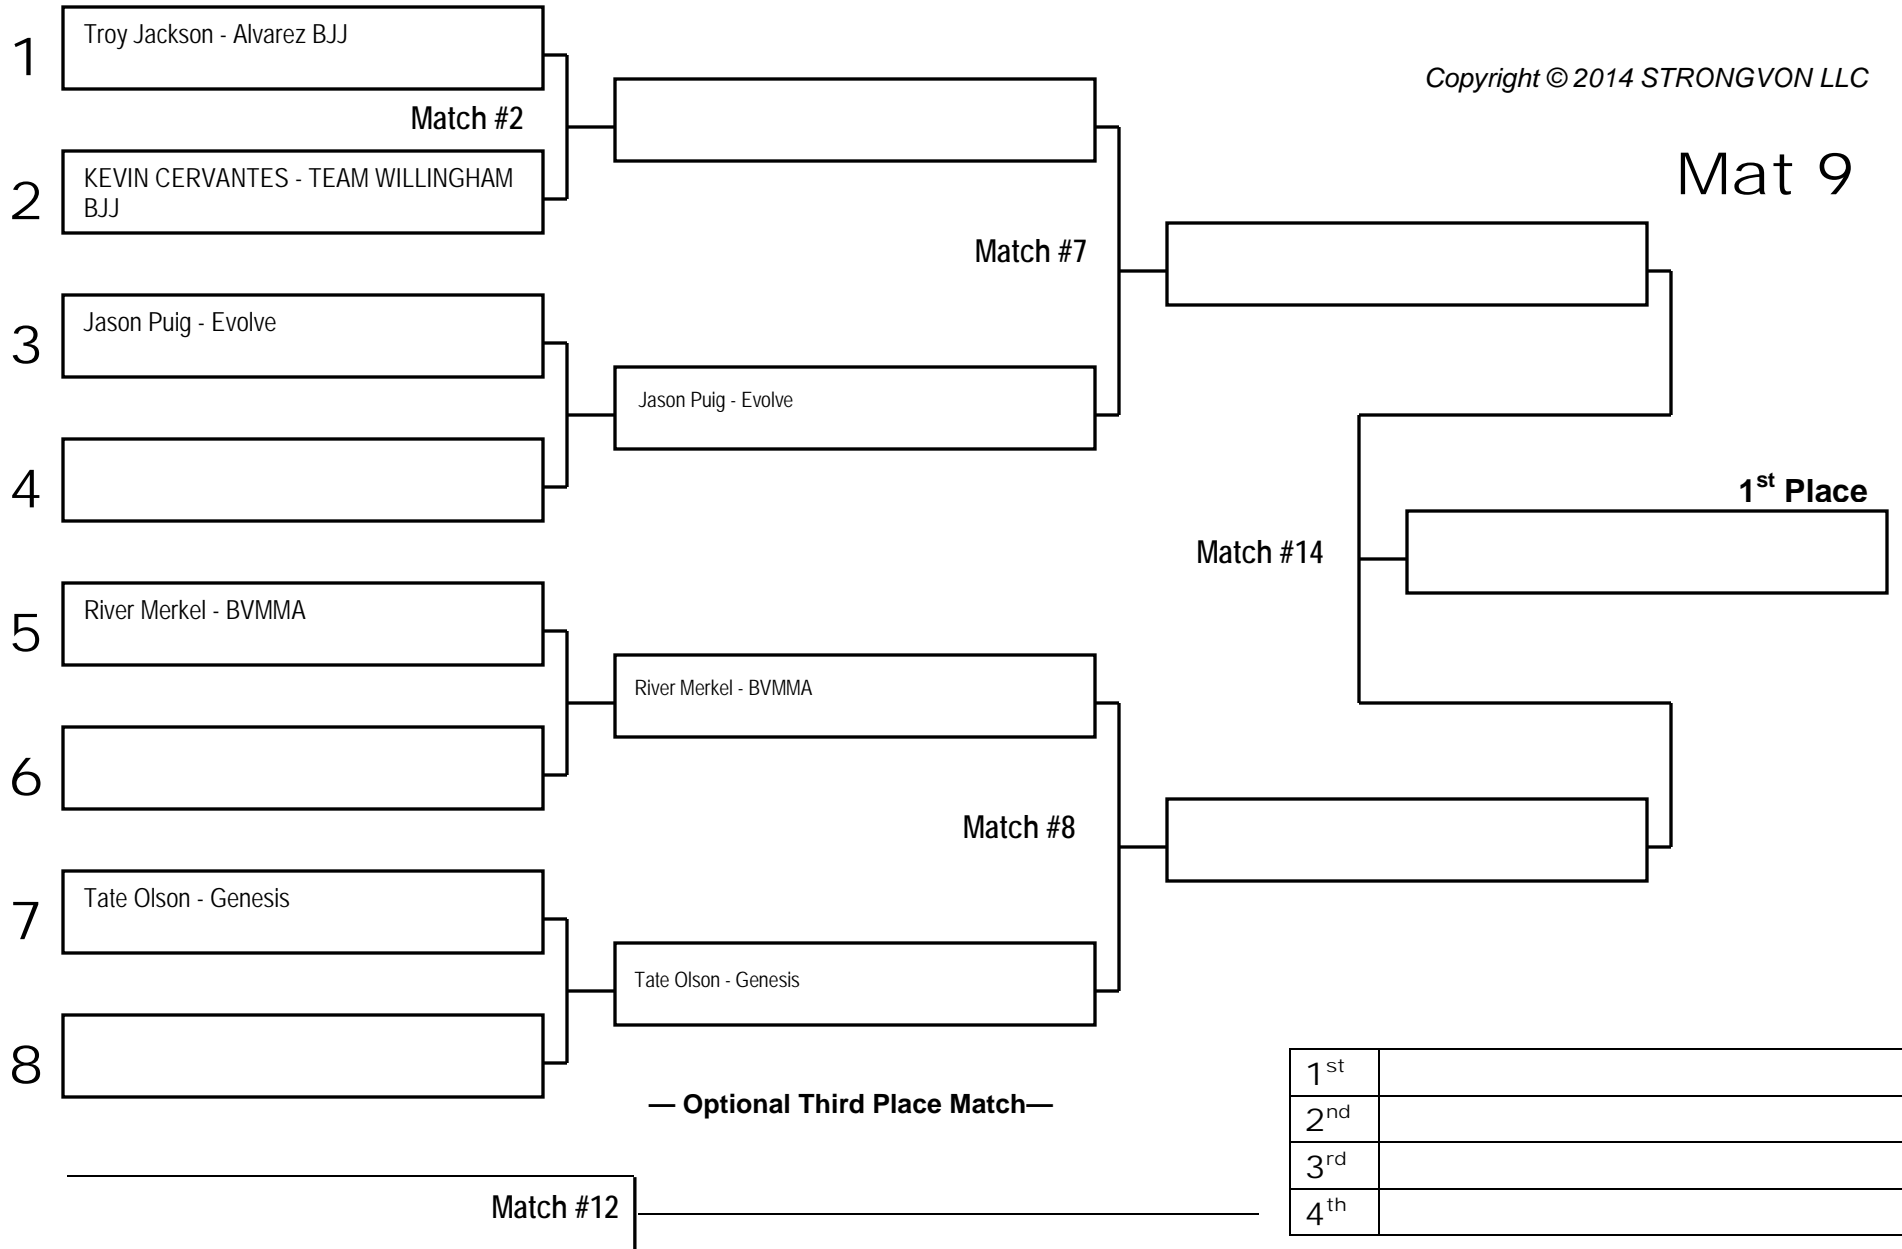 1
Troy Jackson - Alvarez BJJ
Copyright © 2014 STRONGVON LLC
Match #2
Mat 9
2
KEVIN CERVANTES - TEAM WILLINGHAM
BJJ
Match #7
3
Jason Puig - Evolve
Jason Puig - Evolve
4
1st Place
Match #14
5
River Merkel - BVMMA
River Merkel - BVMMA
6
Match #8
7
Tate Olson - Genesis
Tate Olson - Genesis
8
— Optional Third Place Match—
1st
2nd
3rd
4th
Match #12